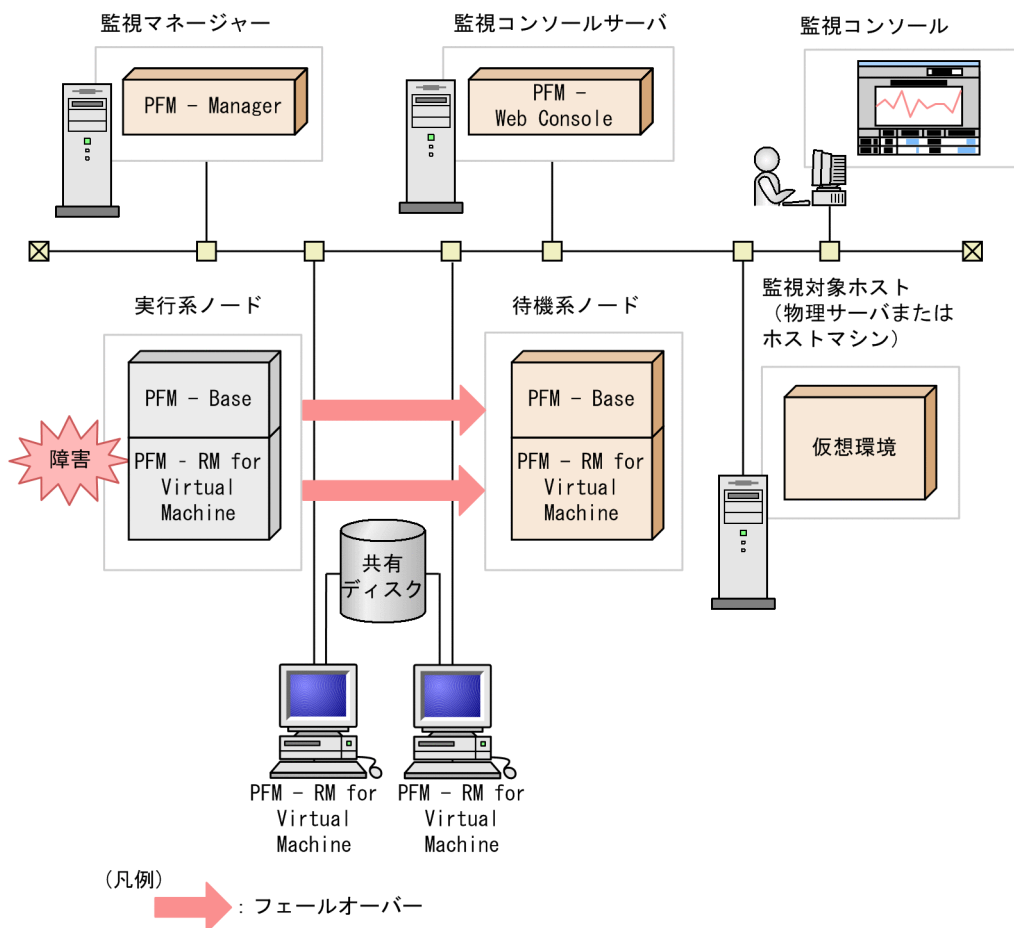 監視マネージャー
監視コンソールサーバ
監視コンソール
PFM － Manager
PFM －
Web Console
実行系ノード
待機系ノード
監視対象ホスト
（物理サーバまたは
ホストマシン）
PFM － Base
PFM － Base
障害
PFM － RM for
Virtual
Machine
PFM － RM for
Virtual
Machine
仮想環境
共有
ディスク
PFM － RM for
Virtual
Machine
PFM － RM for
Virtual
Machine
（凡例）
：フェールオーバー